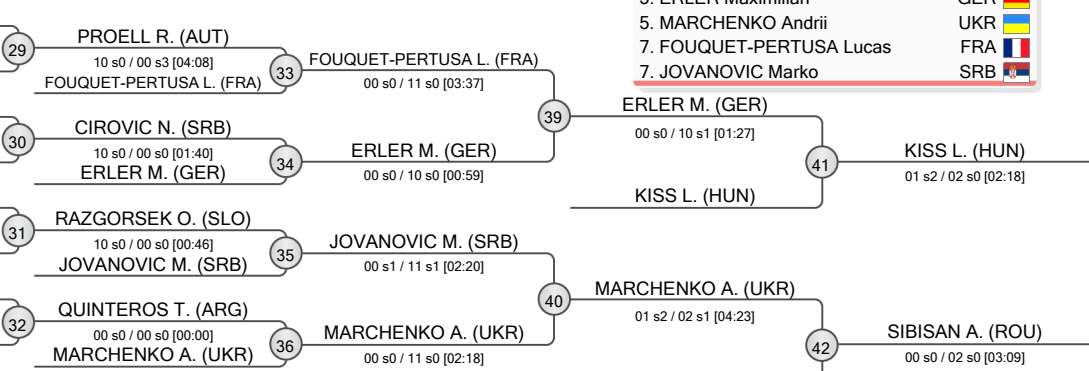 5. ERLER Maximilian GER
5. MARCHENKO Andrii UKR
7. FOUQUET-PERTUSA Lucas FRA
7. JOVANOVIC Marko SRB
29
PROELL R. (AUT)
10 s0 / 00 s3 [04:08]
FOUQUET-PERTUSA L. (FRA)
33
FOUQUET-PERTUSA L. (FRA)
00 s0 / 11 s0 [03:37]
30
CIROVIC N. (SRB)
10 s0 / 00 s0 [01:40]
ERLER M. (GER)
34
ERLER M. (GER)
00 s0 / 10 s0 [00:59]
39
ERLER M. (GER)
00 s0 / 10 s1 [01:27]
KISS L. (HUN)
41
KISS L. (HUN)
01 s2 / 02 s0 [02:18]
31
RAZGORSEK O. (SLO)
10 s0 / 00 s0 [00:46]
JOVANOVIC M. (SRB)
35
JOVANOVIC M. (SRB)
00 s1 / 11 s1 [02:20]
32
QUINTEROS T. (ARG)
00 s0 / 00 s0 [00:00]
MARCHENKO A. (UKR)
36
MARCHENKO A. (UKR)
00 s0 / 11 s0 [02:18]
40
MARCHENKO A. (UKR)
01 s2 / 02 s1 [04:23]
42
SIBISAN A. (ROU)
00 s0 / 02 s0 [03:09]